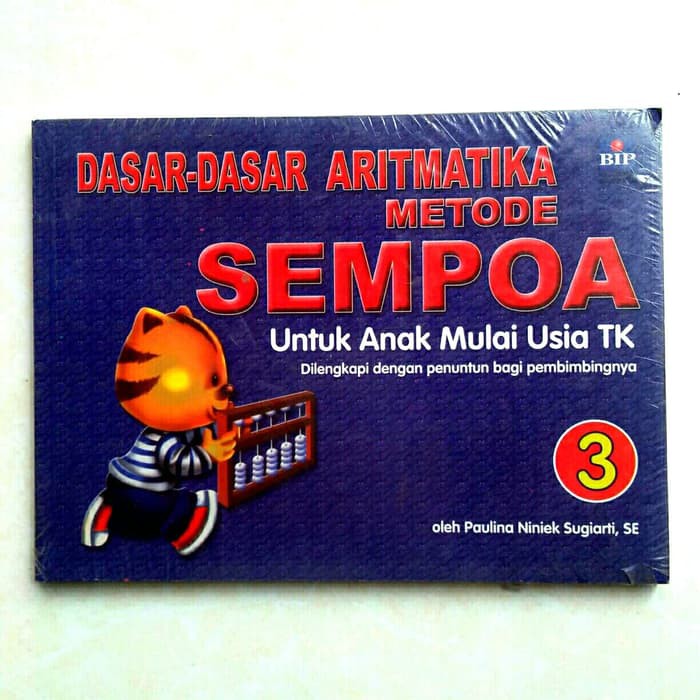 BIP
DASAR-DASAR ARITMATIKA
METODE
SEMPOA
Untuk Anak Mulai Usia TK
Dilengkapi dengan penuntun bagi pembimbingnya
3
oleh Paulina Niniek Sugiarti, SE